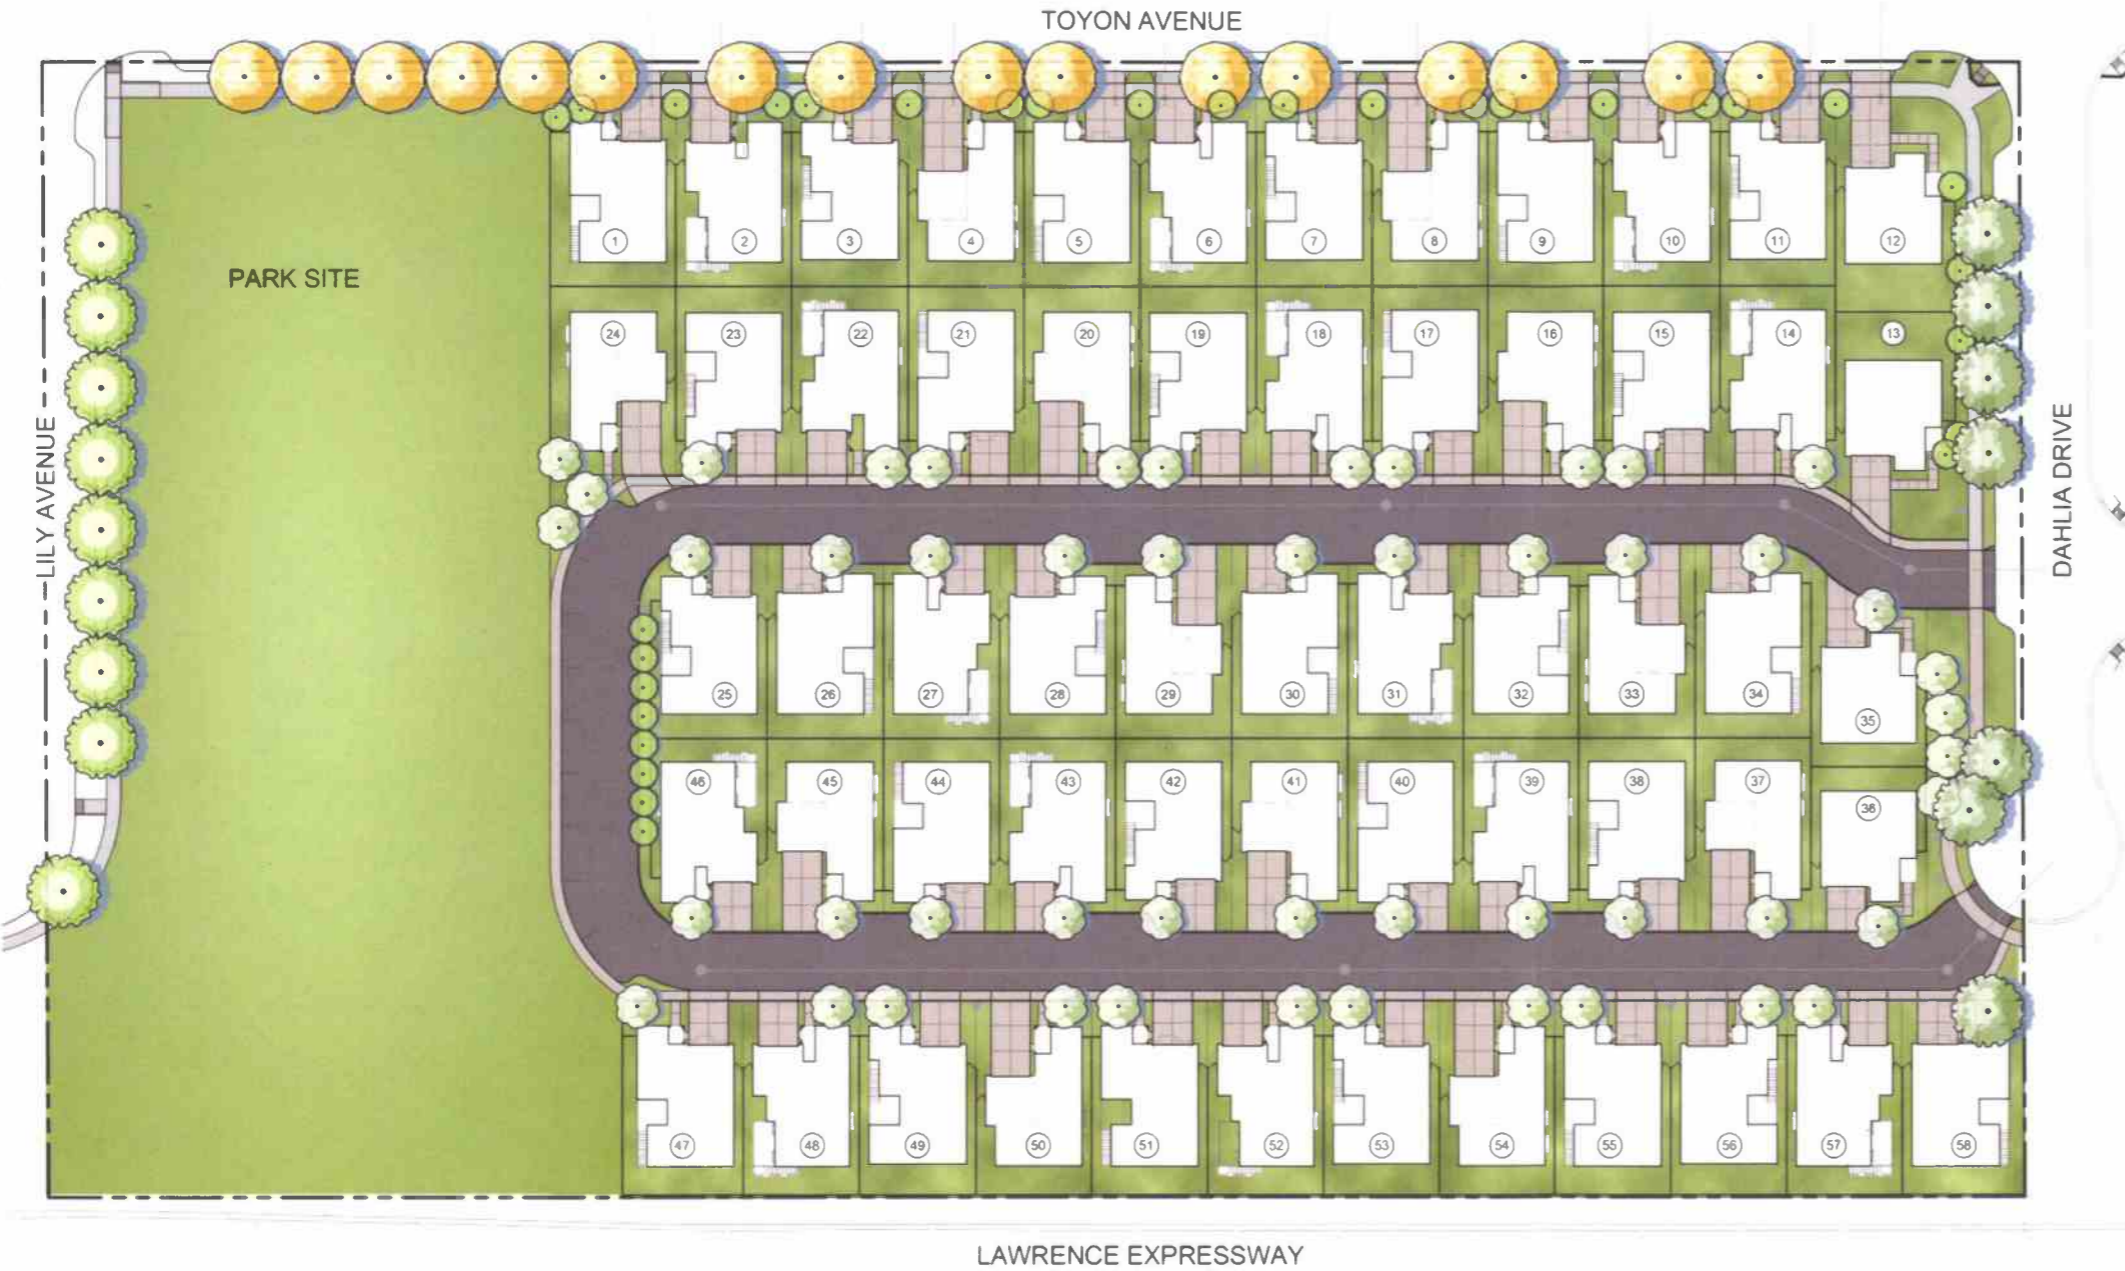 TOYON AVENUE
1 2 3 4 5 6 7 8 9 10 11 12
PARK SITE
24 23 22 21 20 19 18 17 16 15 14 13
LILY AVENUE
DAHLIA DRIVE
25 26 27 28 29 30 31 32 33 34 35
46 45 44 43 42 41 40 39 38 37 36
47 48 49 50 51 52 53 54 55 56 57 58
LAWRENCE EXPRESSWAY